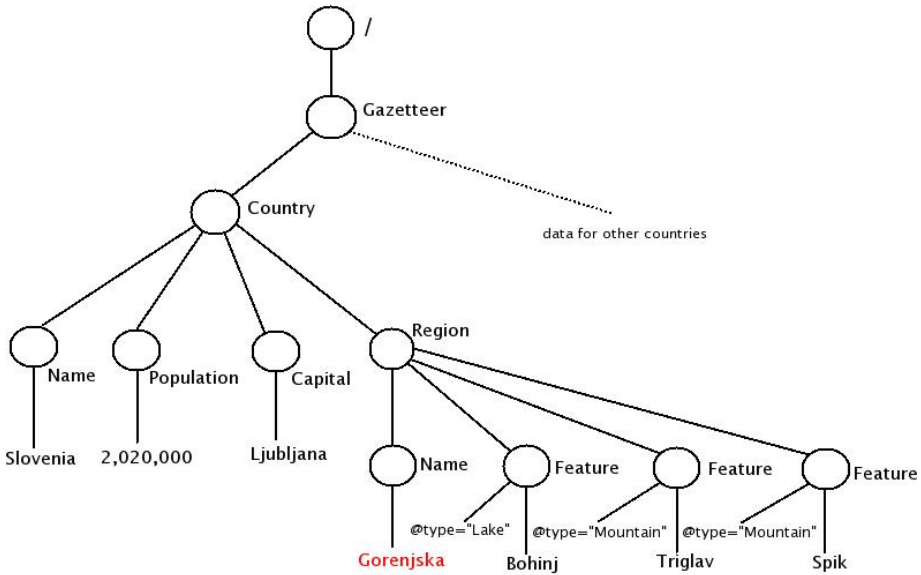 /
Gazetteer
Country
data for other countries
Region
Name
Population
Capital
Slovenia
2,020,000
Ljubljana
Name
Feature
Feature
Feature
@type="Lake"
@type="Mountain"
@type="Mountain"
Gorenjska
Bohinj
Triglav
Spik